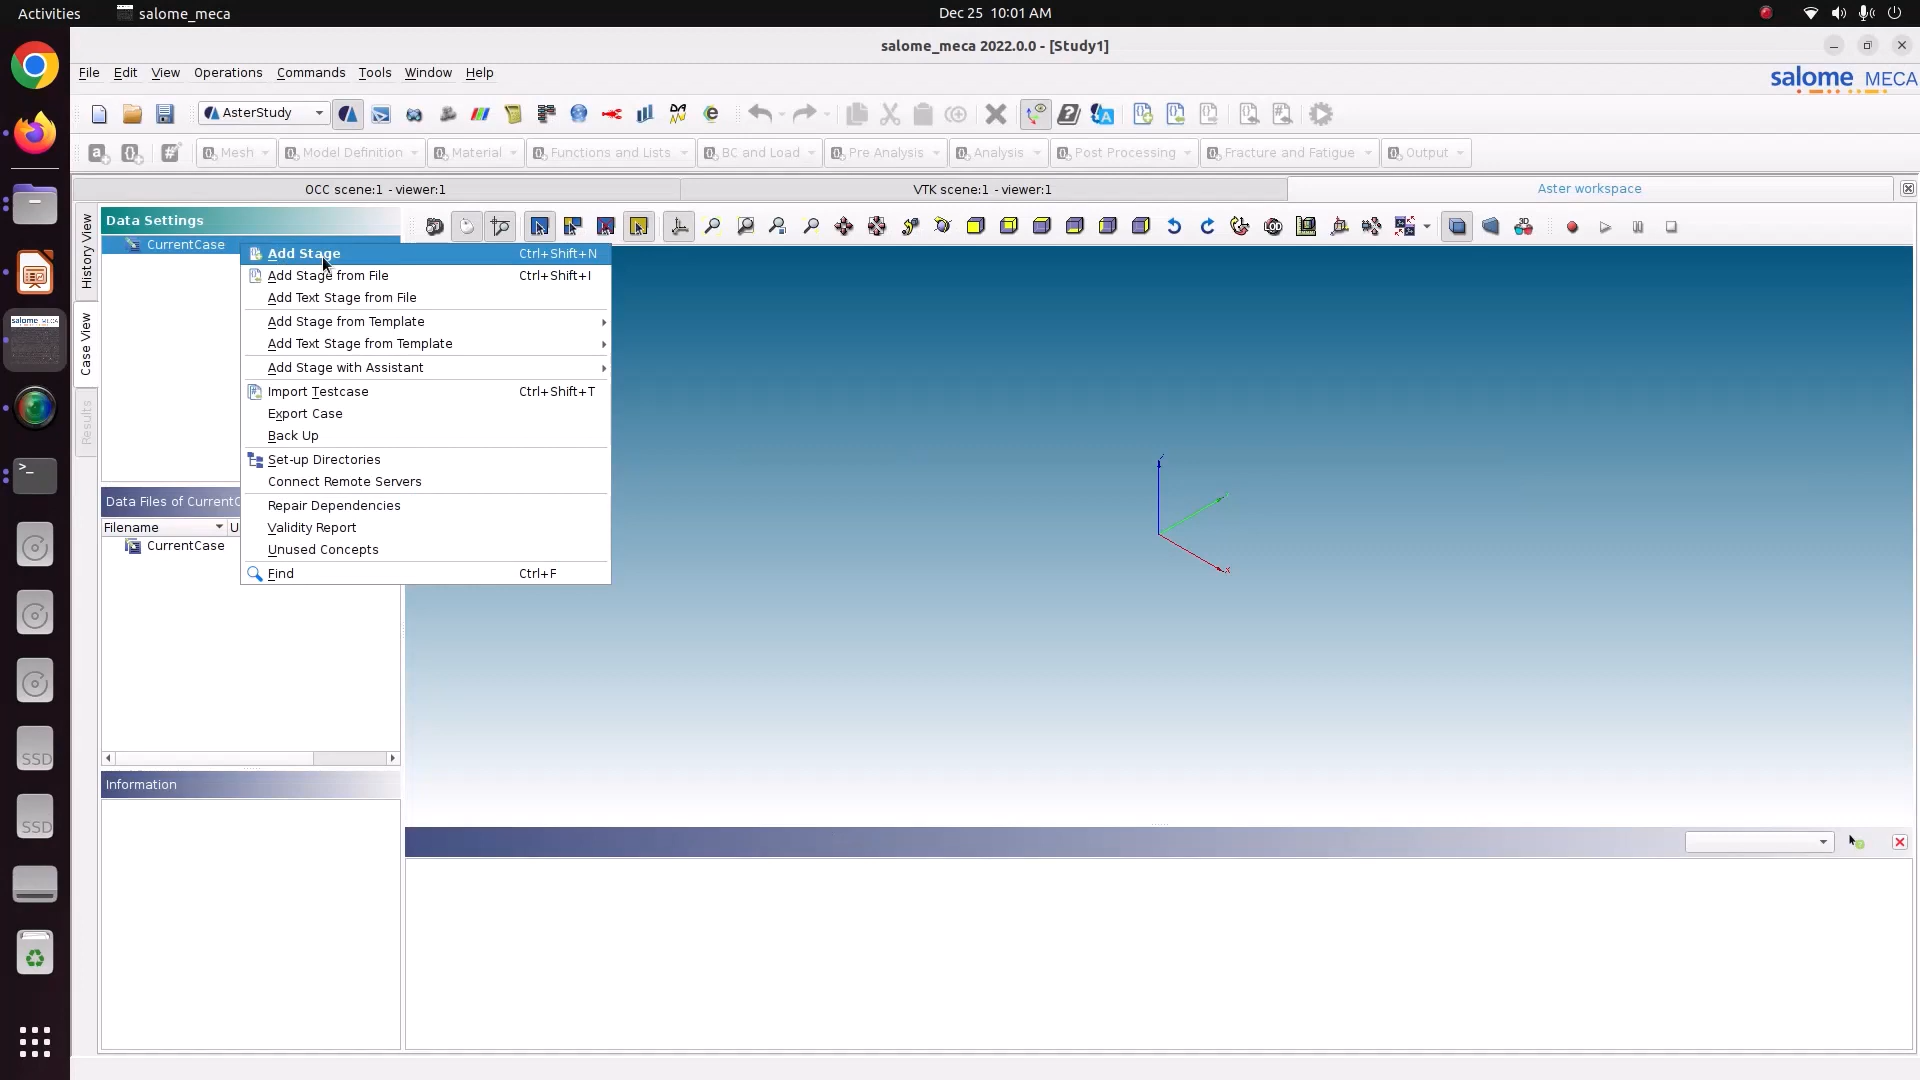 Activities
salome_meca
Dec 25 10:01 AM
salome_meca 2022.0.0 - [Study1]
File Edit View Operations Commands Tools Window Help
salome MECA
AsterStudy
Mesh Model Definition Material Functions and Lists BC and Load Pre Analysis Analysis Post Processing Fracture and Fatigue Output
OCC scene:1 - viewer:1
VTK scene:1 - viewer:1
Aster workspace
History View
Case View
Results
Data Settings
CurrentCase
Add Stage Ctrl+Shift+N
Add Stage from File Ctrl+Shift+I
Add Text Stage from File
Add Stage from Template
Add Text Stage from Template
Add Stage with Assistant
Import Testcase Ctrl+Shift+T
Export Case
Back Up
Set-up Directories
Connect Remote Servers
Repair Dependencies
Validity Report
Unused Concepts
Find Ctrl+F
Data Files of CurrentC
Filename U
CurrentCase
Information
SSD
SSD